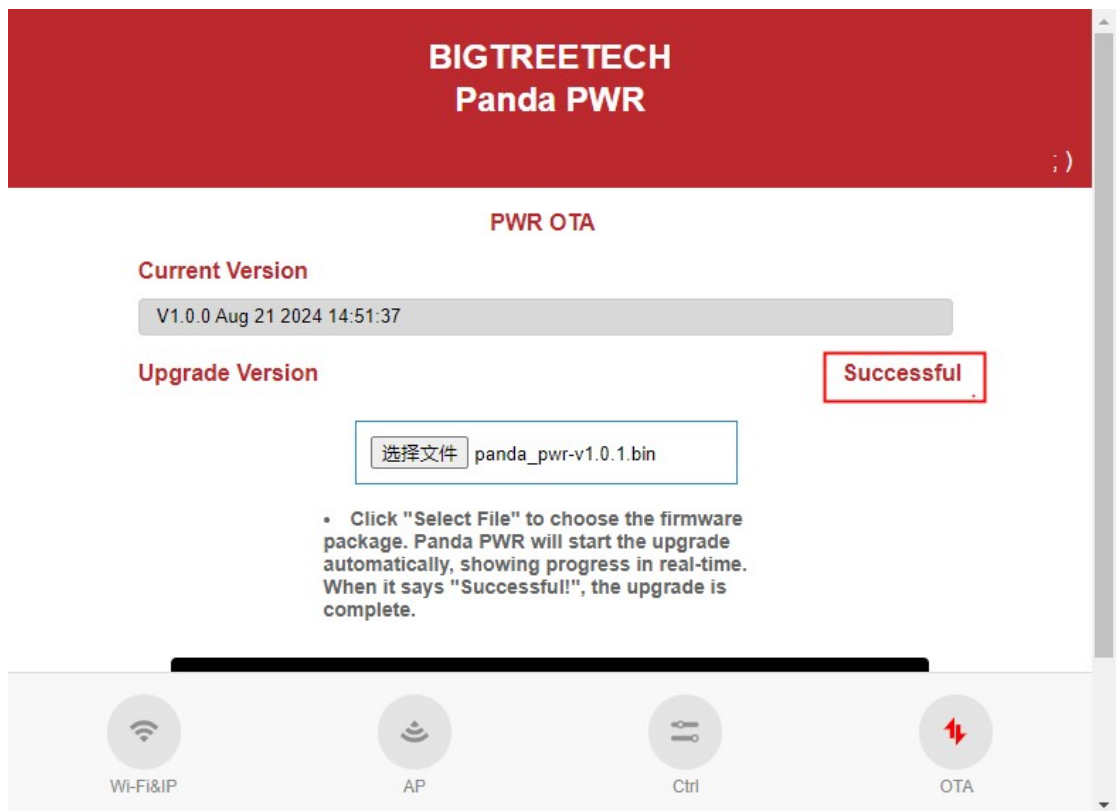 BIGTREETECH
Panda PWR
; )
PWR OTA
Current Version
V1.0.0 Aug 21 2024 14:51:37
Upgrade Version
Successful
选择文件 panda_pwr-v1.0.1.bin
• Click "Select File" to choose the firmware
package. Panda PWR will start the upgrade
automatically, showing progress in real-time.
When it says "Successful!", the upgrade is
complete.
Wi-Fi&IP
AP
Ctrl
OTA